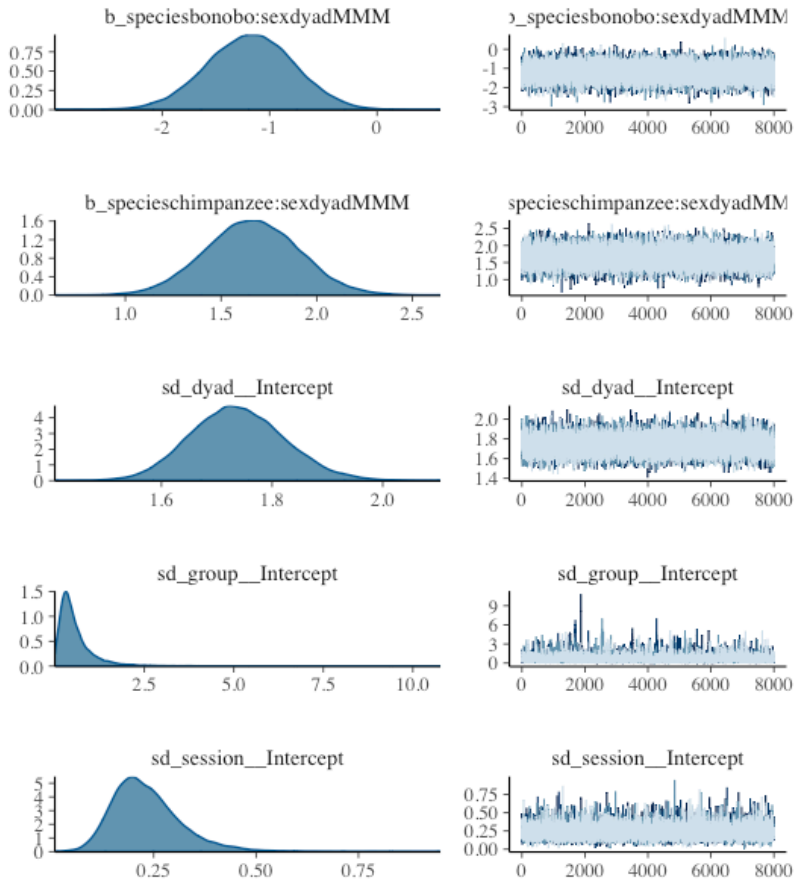 b_speciesbonobo:sexdyadMMM
0.75
0.50
0.25
0.00
-2 -1 0
b_speciesbonobo:sexdyadMMM
0
-1
-2
-3
0 2000 4000 6000 8000
b_specieschimpanzee:sexdyadMMM
1.6
1.2
0.8
0.4
0.0
1.0 1.5 2.0 2.5
specieschimpanzee:sexdyadMM
2.5
2.0
1.5
1.0
0 2000 4000 6000 8000
sd_dyad__Intercept
4
3
2
1
0
1.6 1.8 2.0
sd_dyad__Intercept
2.0
1.8
1.6
1.4
0 2000 4000 6000 8000
sd_group__Intercept
1.5
1.0
0.5
0.0
2.5 5.0 7.5 10.0
sd_group__Intercept
9
6
3
0
0 2000 4000 6000 8000
sd_session__Intercept
5
4
3
2
1
0
0.25 0.50 0.75
sd_session__Intercept
0.75
0.50
0.25
0.00
0 2000 4000 6000 8000